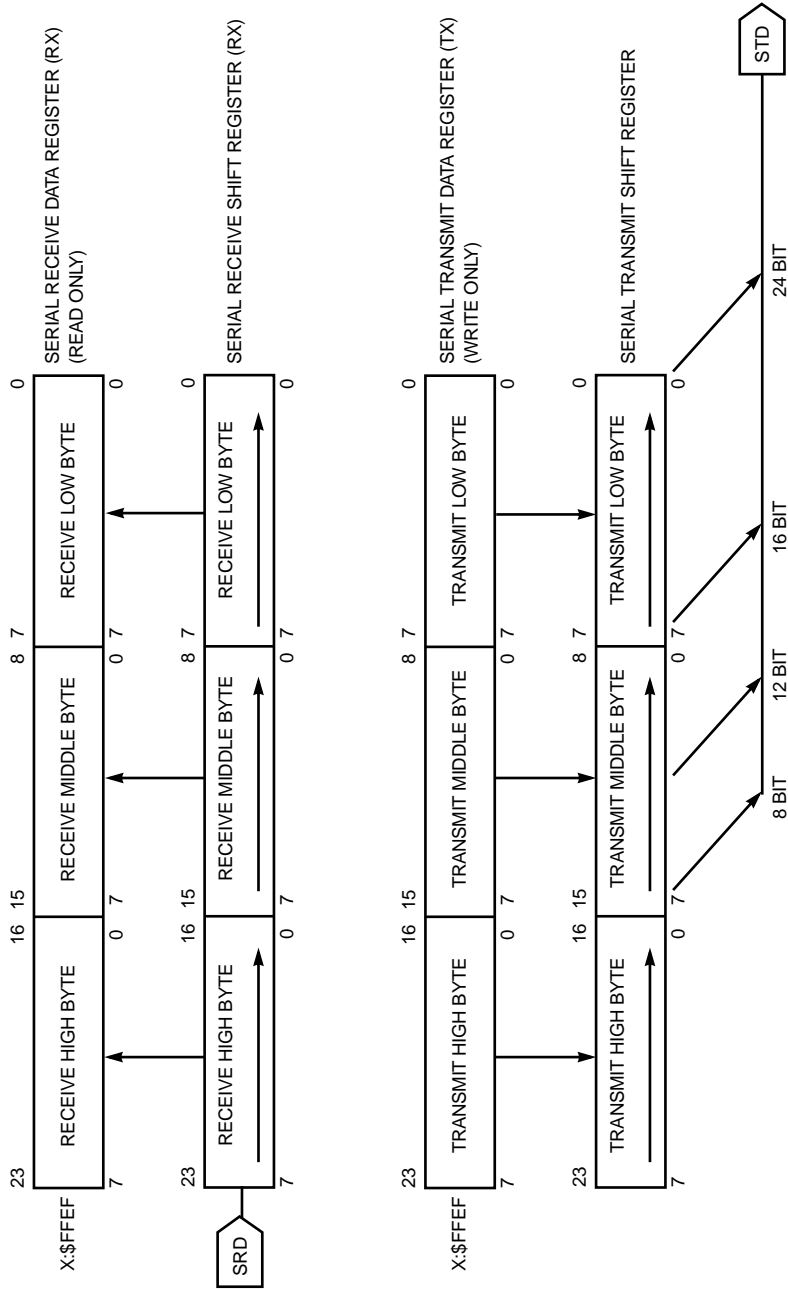 23 16 15 8 7 0
X:$FFEF
RECEIVE HIGH BYTE RECEIVE MIDDLE BYTE RECEIVE LOW BYTE
SERIAL RECEIVE DATA REGISTER (RX)
(READ ONLY)
7 0 7 0 7 0
23 16 15 8 7 0
SRD
RECEIVE HIGH BYTE RECEIVE MIDDLE BYTE RECEIVE LOW BYTE
SERIAL RECEIVE SHIFT REGISTER (RX)
7 0 7 0 7 0
23 16 15 8 7 0
X:$FFEF
TRANSMIT HIGH BYTE TRANSMIT MIDDLE BYTE TRANSMIT LOW BYTE
SERIAL TRANSMIT DATA REGISTER (TX)
(WRITE ONLY)
7 0 7 0 7 0
23 16 15 8 7 0
TRANSMIT HIGH BYTE TRANSMIT MIDDLE BYTE TRANSMIT LOW BYTE
SERIAL TRANSMIT SHIFT REGISTER
7 0 7 0 7 0
STD
8 BIT 12 BIT 16 BIT 24 BIT